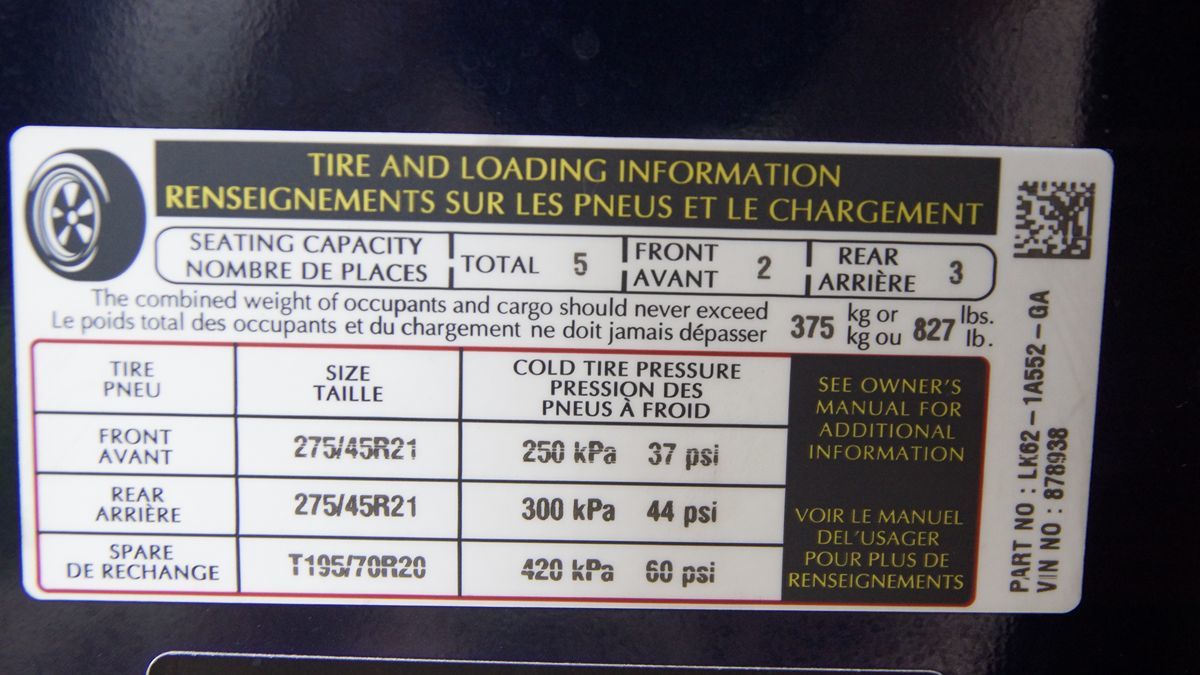 TIRE AND LOADING INFORMATION
RENSEIGNEMENTS SUR LES PNEUS ET LE CHARGEMENT
SEATING CAPACITY
NOMBRE DE PLACES
TOTAL 5
FRONT
AVANT 2
REAR
ARRIÈRE 3
The combined weight of occupants and cargo should never exceed
Le poids total des occupants et du chargement ne doit jamais dépasser
375 kg or 827 lbs.
kg ou lb.
TIRE
PNEU
SIZE
TAILLE
COLD TIRE PRESSURE
PRESSION DES
PNEUS À FROID
FRONT
AVANT
275/45R21
250 kPa 37 psi
REAR
ARRIÈRE
275/45R21
300 kPa 44 psi
SPARE
DE RECHANGE
T195/70R20
420 kPa 60 psi
SEE OWNER'S
MANUAL FOR
ADDITIONAL
INFORMATION
VOIR LE MANUEL
DEL'USAGER
POUR PLUS DE
RENSEIGNEMENTS
PART NO : LK62-1A552-GA
VIN NO : 878938